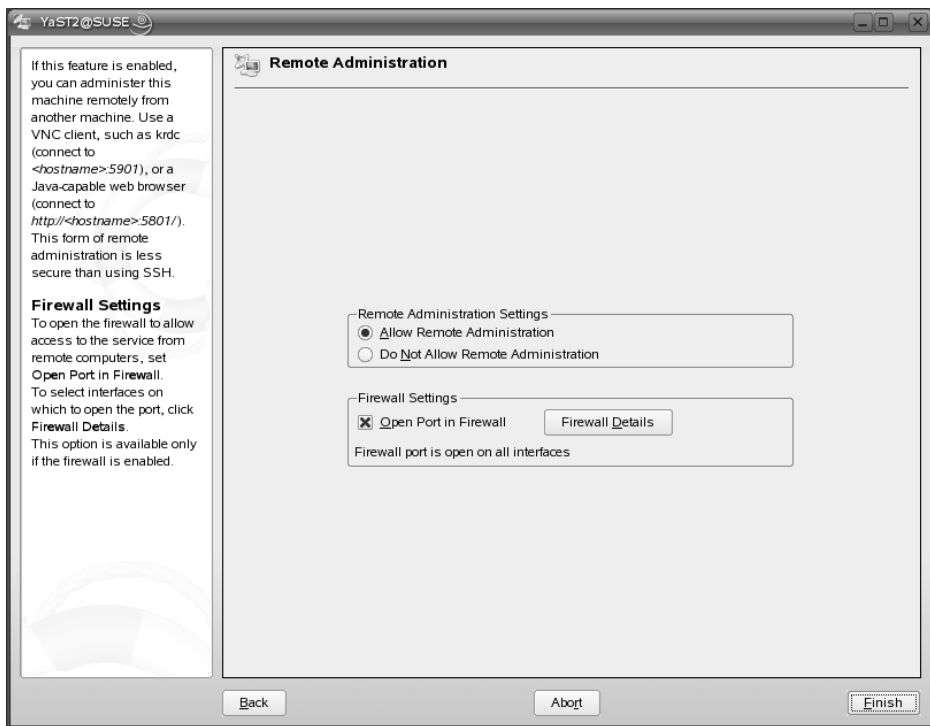 YaST2@SUSE
If this feature is enabled,
you can administer this
machine remotely from
another machine. Use a
VNC client, such as krdc
(connect to
<hostname>:5901), or a
Java-capable web browser
(connect to
http://<hostname>:5801/).
This form of remote
administration is less
secure than using SSH.
Firewall Settings
To open the firewall to allow
access to the service from
remote computers, set
Open Port in Firewall.
To select interfaces on
which to open the port, click
Firewall Details.
This option is available only
if the firewall is enabled.
Remote Administration
Remote Administration Settings
Allow Remote Administration
Do Not Allow Remote Administration
Firewall Settings
Open Port in Firewall
Firewall Details
Firewall port is open on all interfaces
Back
Abort
Finish